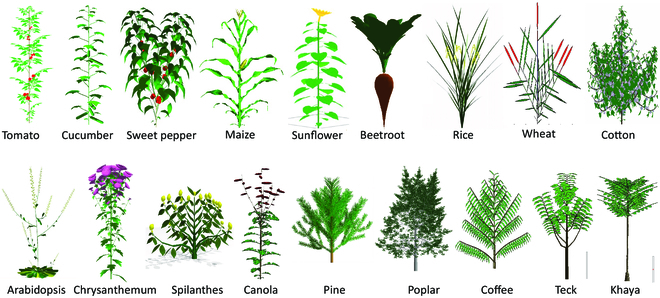 Tomato Cucumber Sweet pepper Maize Sunflower Beetroot Rice Wheat Cotton
Arabidopsis Chrysanthemum Spilanthes Canola Pine Poplar Coffee Teck Khaya